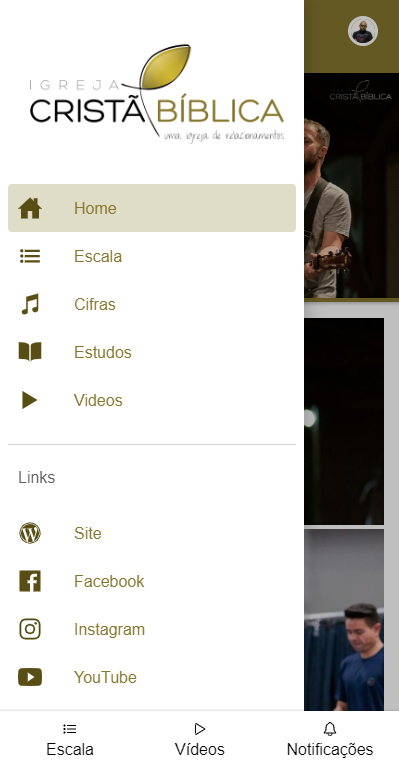 IGREJA
CRISTÃ BÍBLICA
uma igreja de relacionamentos
CRISTÃ BÍBLICA
Home
Escala
Cifras
Estudos
Videos
Links
Site
Facebook
Instagram
YouTube
Escala
Vídeos
Notificações